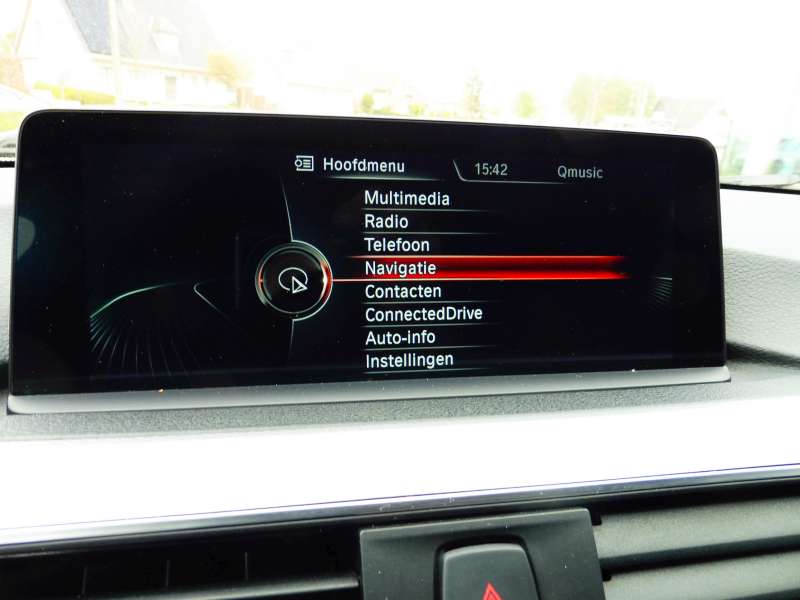 Hoofdmenu 15:42 Qmusic
Multimedia
Radio
Telefoon
Navigatie
Contacten
ConnectedDrive
Auto-info
Instellingen